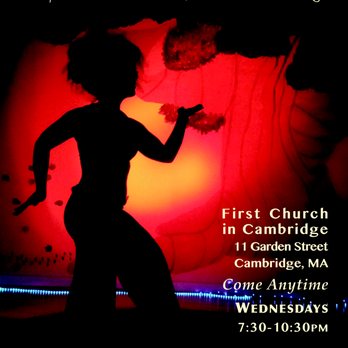 First Church
in Cambridge
11 Garden Street
Cambridge, MA
Come Anytime
WEDNESDAYS
7:30-10:30PM